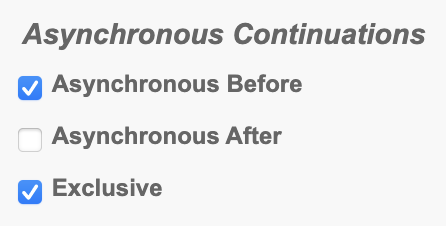 Asynchronous Continuations
Asynchronous Before
Asynchronous After
Exclusive